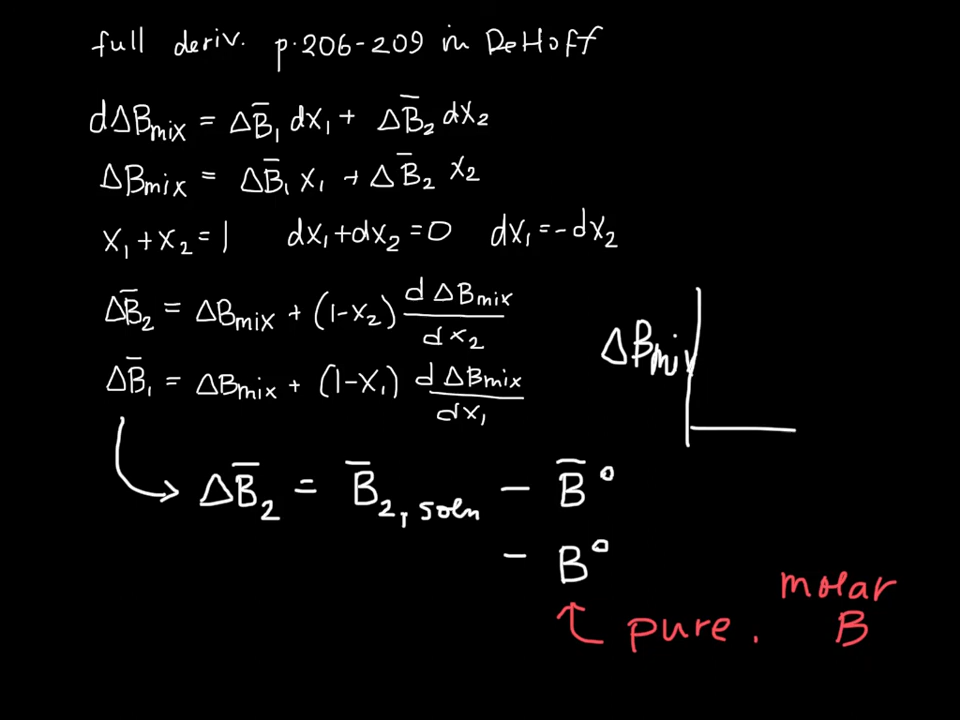 full deriv. p.206-209 in DeHoff
dΔBmix = ΔB̄₁ dx₁ + ΔB̄₂ dx₂
ΔBmix = ΔB̄₁ x₁ + ΔB̄₂ x₂
x₁ + x₂ = 1 dx₁ + dx₂ = 0 dx₁ = - dx₂
ΔB̄₂ = ΔBmix + (1-x₂) dΔBmix / dx₂
ΔBmix
ΔB̄₁ = ΔBmix + (1-x₁) dΔBmix / dx₁
ΔB̄₂ = B̄₂, soln - B̄°
- B°
molar
↑ pure. B